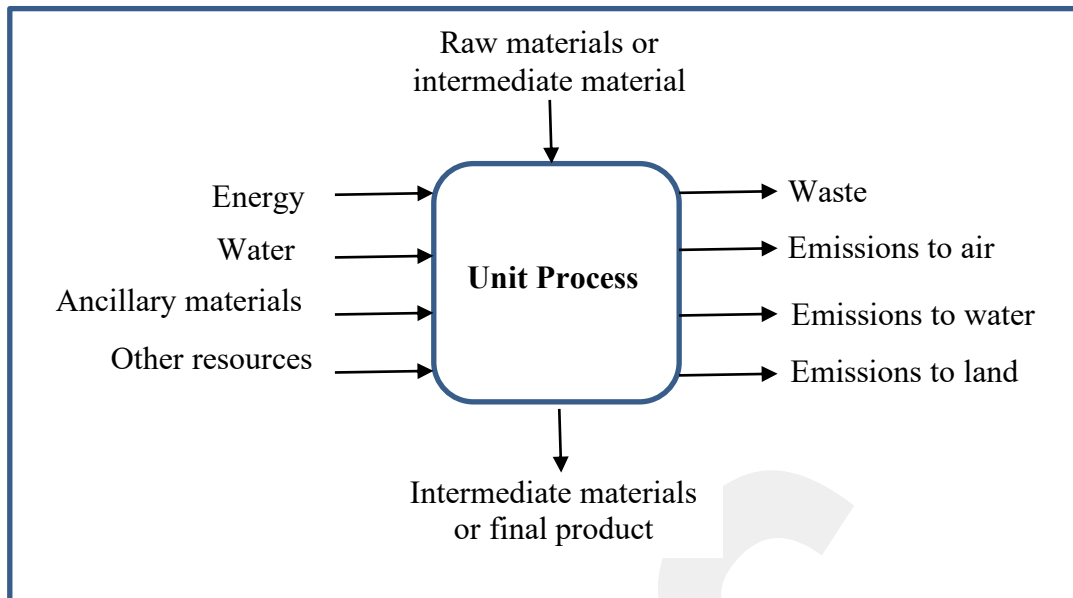 Raw materials or
intermediate material
Energy
Waste
Water
Emissions to air
Unit Process
Ancillary materials
Emissions to water
Other resources
Emissions to land
Intermediate materials
or final product